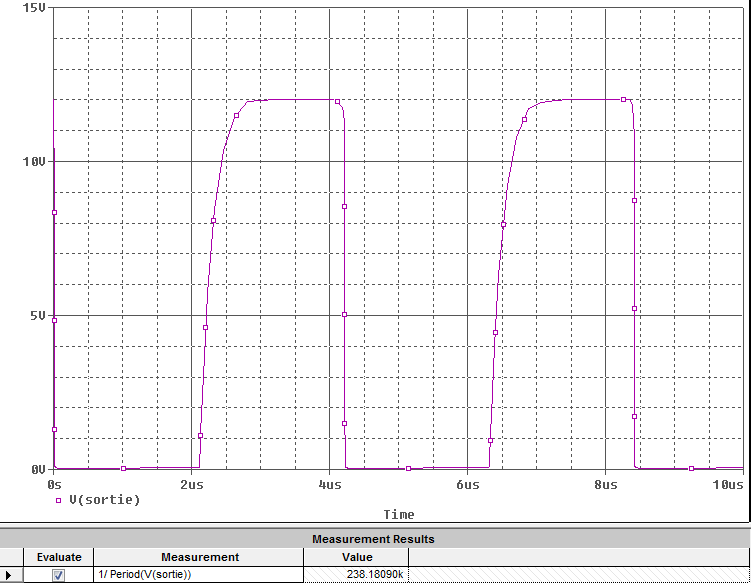 15V
10V
5V
0V
0s 2us 4us 6us 8us 10us
V(sortie)
Time
Measurement Results
Evaluate Measurement Value
1/ Period(V(sortie)) 238.18090k